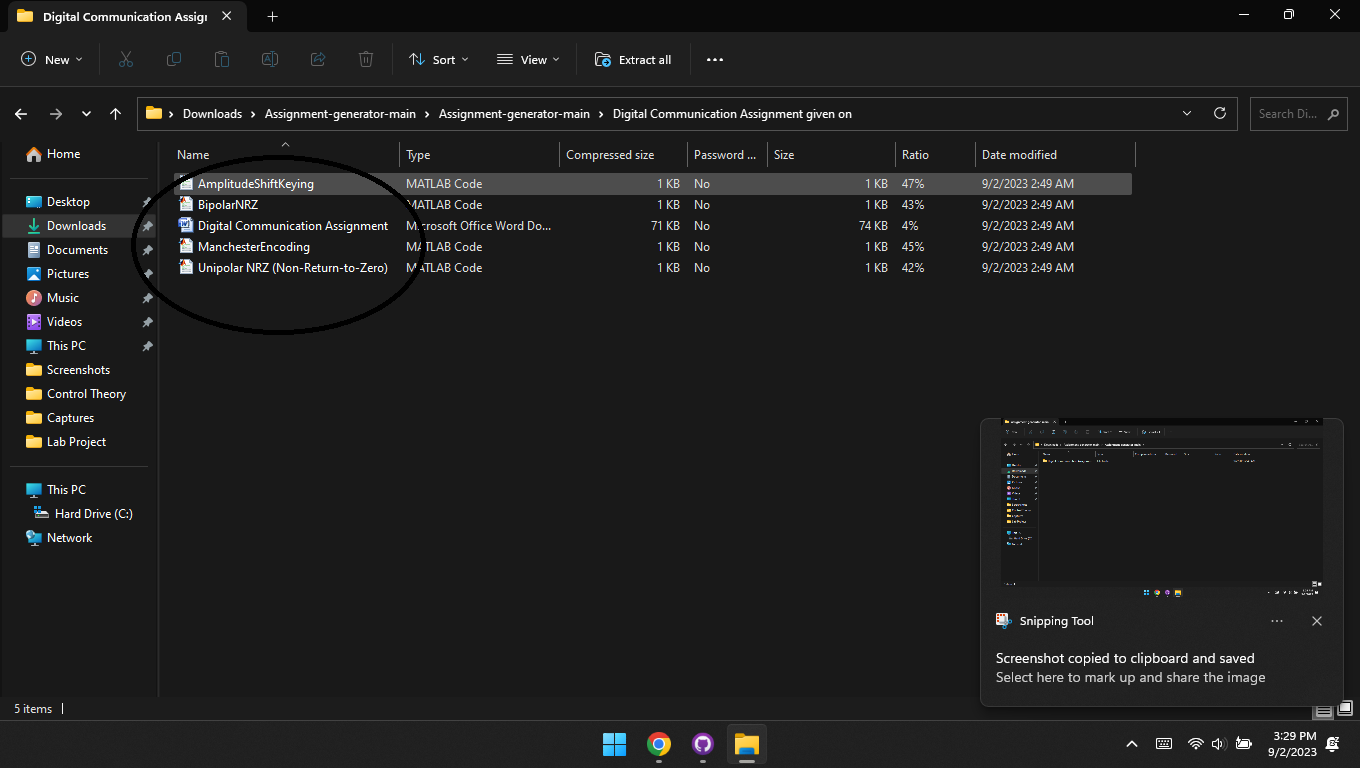 Digital Communication Assig
New
Sort
View
Extract all
Downloads > Assignment-generator-main > Assignment-generator-main > Digital Communication Assignment given on
Search Di...
Name Type Compressed size Password ... Size Ratio Date modified
AmplitudeShiftKeying MATLAB Code 1 KB No 1 KB 47% 9/2/2023 2:49 AM
BipolarNRZ MATLAB Code 1 KB No 1 KB 43% 9/2/2023 2:49 AM
Digital Communication Assignment Microsoft Office Word Do... 71 KB No 74 KB 4% 9/2/2023 2:49 AM
ManchesterEncoding MATLAB Code 1 KB No 1 KB 45% 9/2/2023 2:49 AM
Unipolar NRZ (Non-Return-to-Zero) MATLAB Code 1 KB No 1 KB 42% 9/2/2023 2:49 AM
Home
Desktop
Downloads
Documents
Pictures
Music
Videos
This PC
Screenshots
Control Theory
Captures
Lab Project
This PC
Hard Drive (C:)
Network
Snipping Tool
Screenshot copied to clipboard and saved
Select here to mark up and share the image
5 items
3:29 PM
9/2/2023